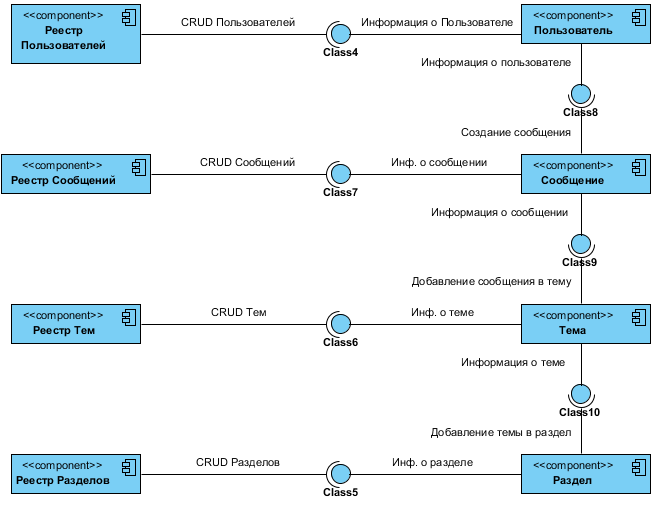 <<component>>
Реестр
Пользователей
CRUD Пользователей
Class4
Информация о Пользователе
<<component>>
Пользователь
Информация о пользователе
Class8
Создание сообщения
<<component>>
Реестр Сообщений
CRUD Сообщений
Class7
Инф. о сообщении
<<component>>
Сообщение
Информация о сообщении
Class9
Добавление сообщения в тему
<<component>>
Реестр Тем
CRUD Тем
Class6
Инф. о теме
<<component>>
Тема
Информация о теме
Class10
Добавление темы в раздел
<<component>>
Реестр Разделов
CRUD Разделов
Class5
Инф. о разделе
<<component>>
Раздел